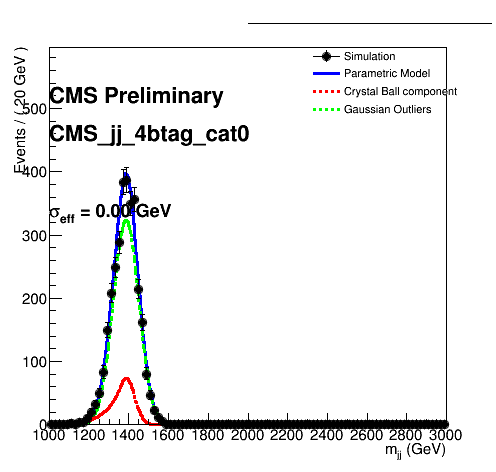 Simulation
Parametric Model
Crystal Ball component
Gaussian Outliers
CMS Preliminary
CMS_jj_4btag_cat0
σeff = 0.00 GeV
Events / ( 20 GeV )
500
400
300
200
100
0
1000 1200 1400 1600 1800 2000 2200 2400 2600 2800 3000
mjj (GeV)